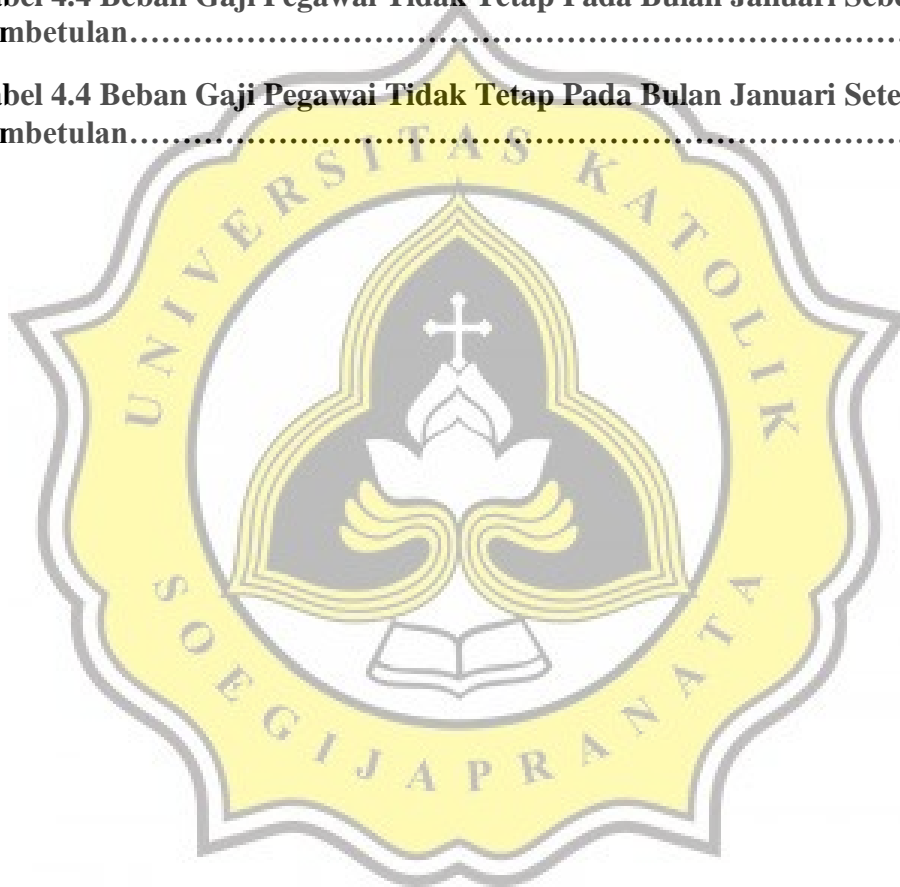 abel 4.4 Beban Gaji Pegawai Tidak Tetap Pada Bulan Januari Sebe
mbetulan……………………………………………………………
bel 4.4 Beban Gaji Pegawai Tidak Tetap Pada Bulan Januari Sete
mbetulan……………………………………………………………
UNIVERSITAS KATOLIK
SOEGIJAPRANATA